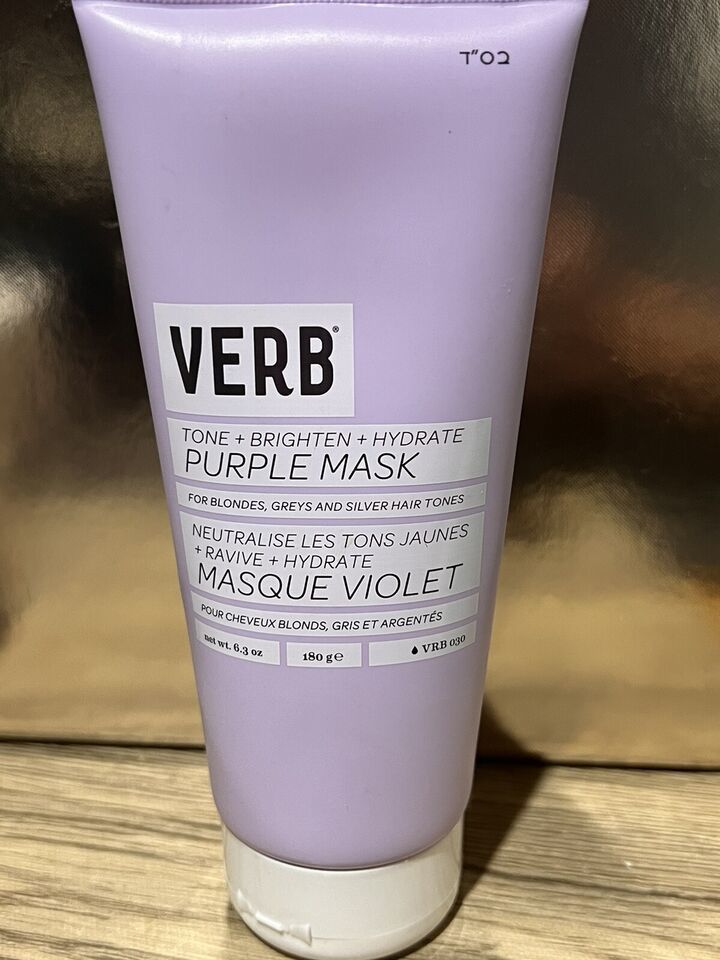 בס"ד
VERB®
TONE + BRIGHTEN + HYDRATE
PURPLE MASK
FOR BLONDES, GREYS AND SILVER HAIR TONES
NEUTRALISE LES TONS JAUNES
+ RAVIVE + HYDRATE
MASQUE VIOLET
POUR CHEVEUX BLONDS, GRIS ET ARGENTÉS
net wt. 6.3 oz 180 g ℮ VRB 030